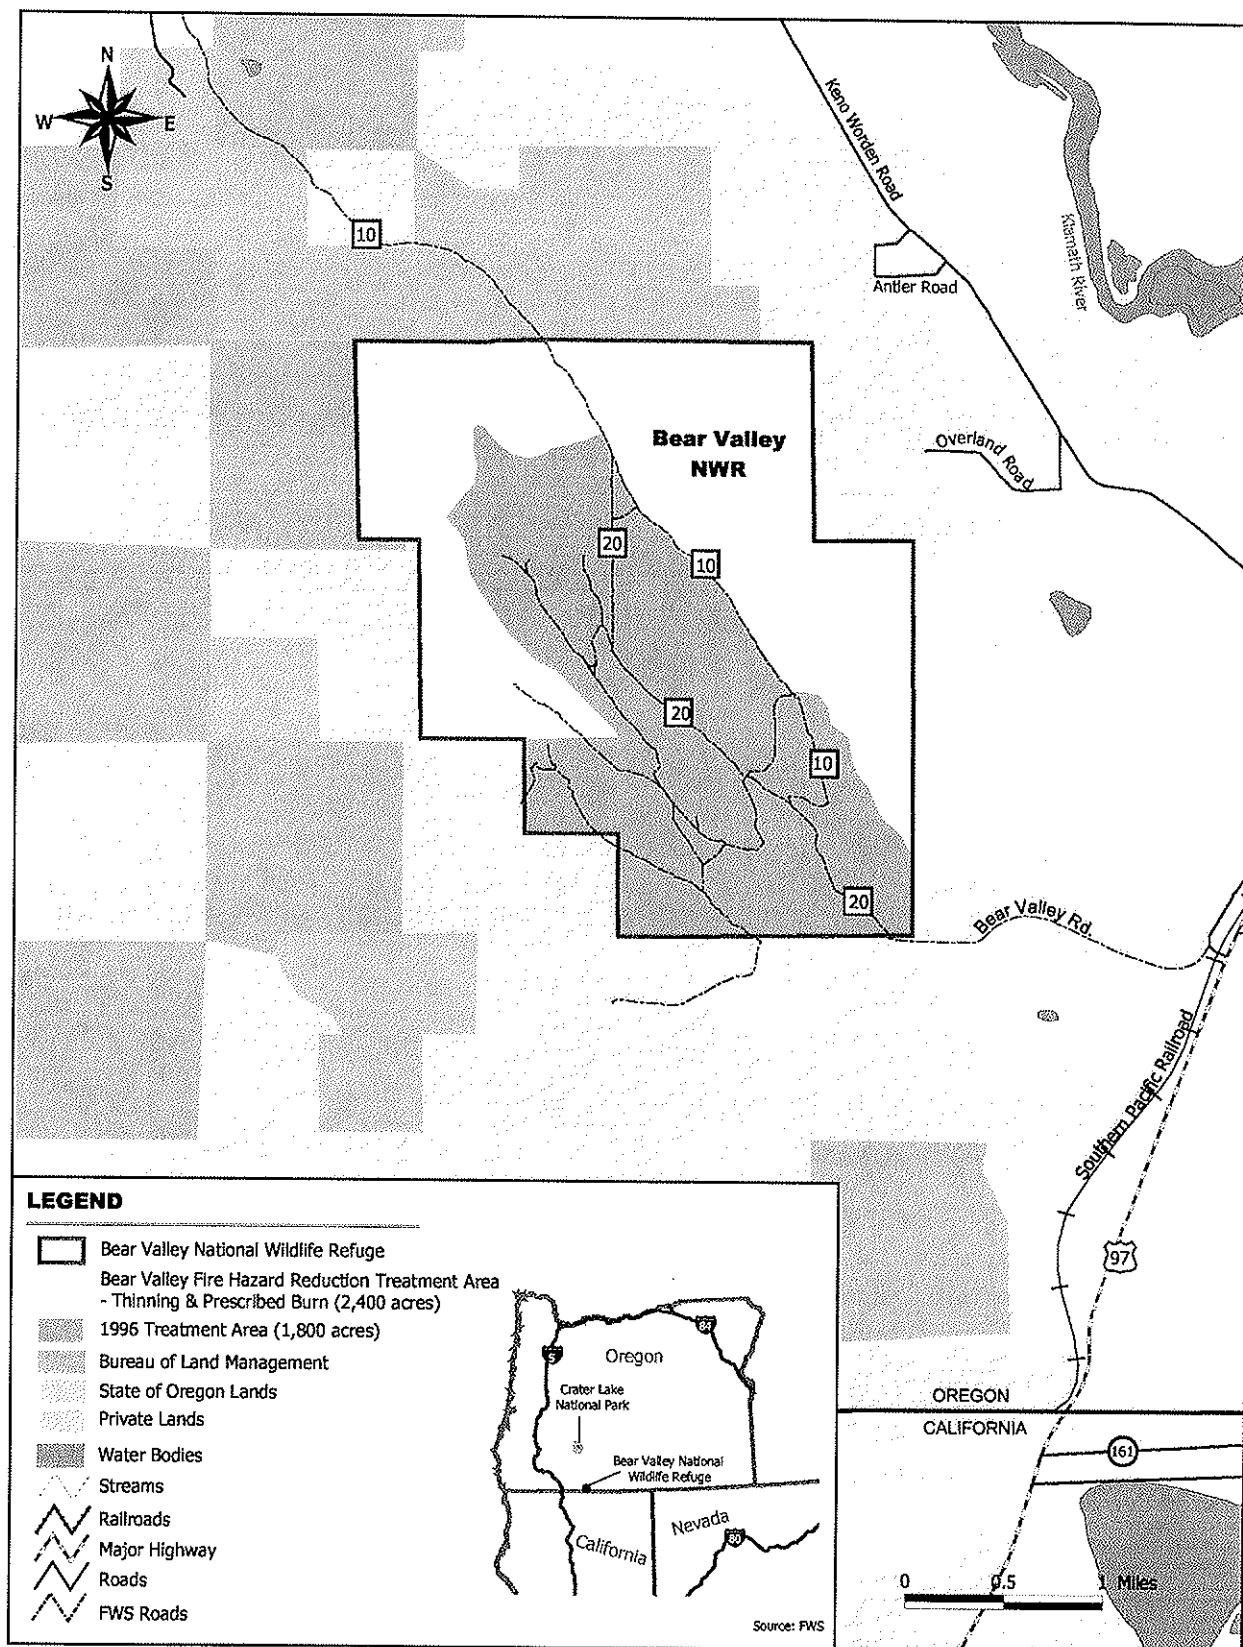 N
W E
S
Keno Worden Road
Klamath River
10
Antler Road
Bear Valley
NWR
Overland Road
20
10
20
10
20
Bear Valley Rd.
Southern Pacific Railroad
97
OREGON
CALIFORNIA
161
0 0.5 1 Miles
LEGEND
Bear Valley National Wildlife Refuge
Bear Valley Fire Hazard Reduction Treatment Area
- Thinning & Prescribed Burn (2,400 acres)
1996 Treatment Area (1,800 acres)
Bureau of Land Management
State of Oregon Lands
Private Lands
Water Bodies
Streams
Railroads
Major Highway
Roads
FWS Roads
84
5
Oregon
Crater Lake
National Park
Bear Valley National
Wildlife Refuge
Nevada
80
California
Source: FWS